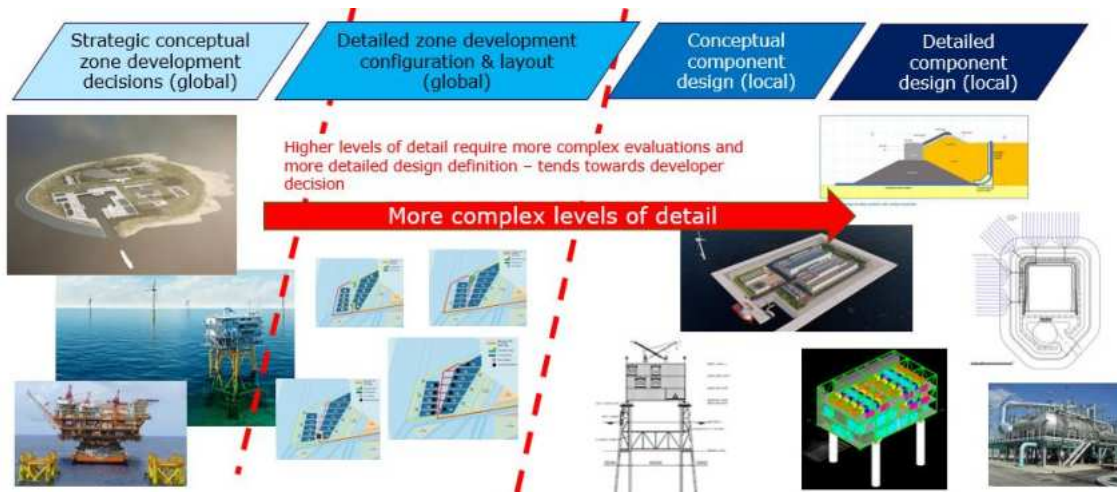 Strategic conceptual
zone development
decisions (global)
Detailed zone development
configuration & layout
(global)
Conceptual
component
design (local)
Detailed
component
design (local)
Higher levels of detail require more complex evaluations and
more detailed design definition – tends towards developer
decision
More complex levels of detail